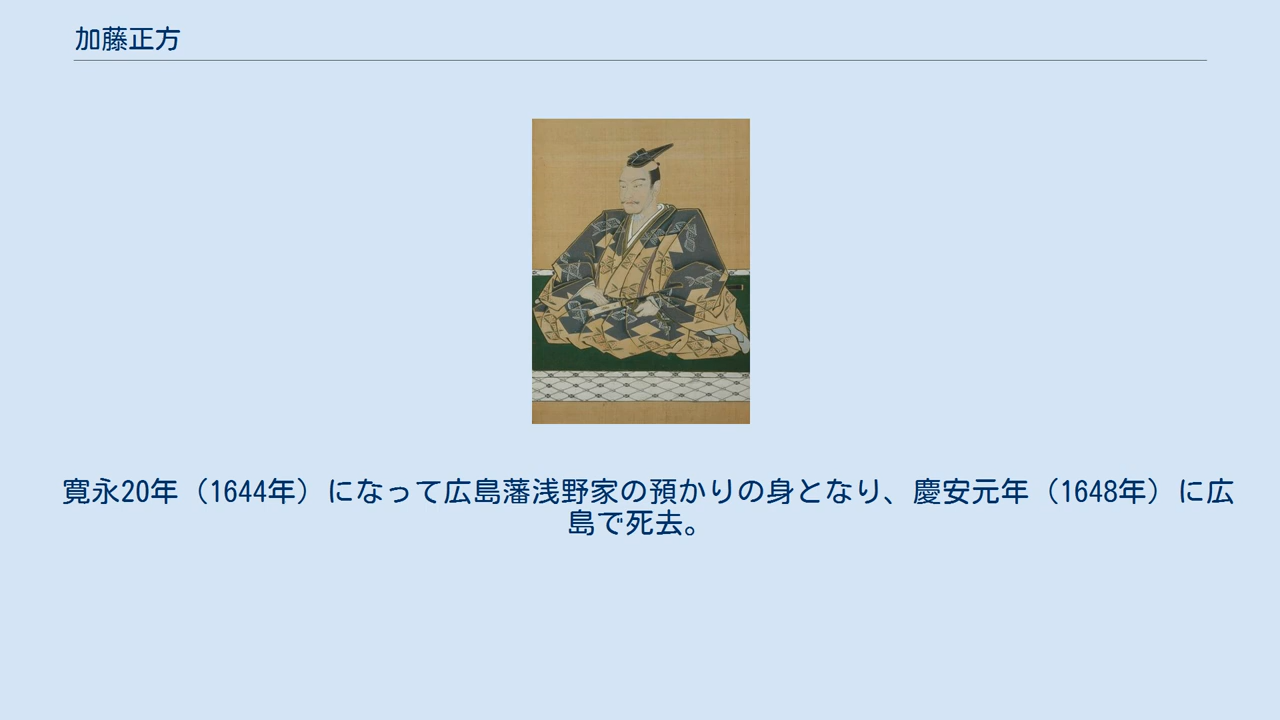 加藤正方
寛永20年（1644年）になって広島藩浅野家の預かりの身となり、慶安元年（1648年）に広
島で死去。